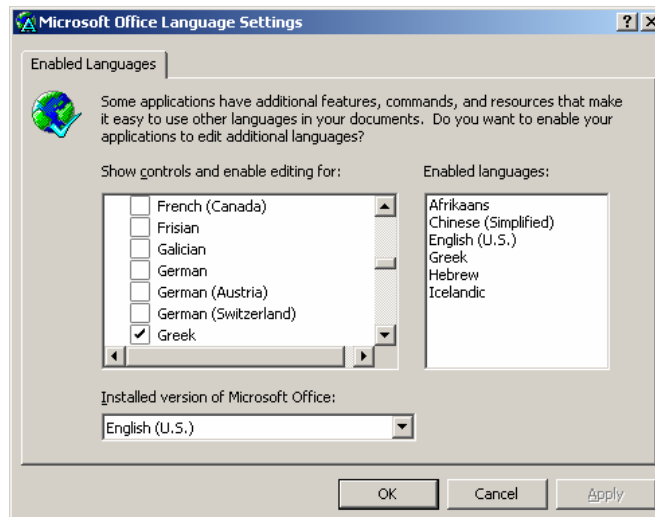 Microsoft Office Language Settings
Enabled Languages
Some applications have additional features, commands, and resources that make
it easy to use other languages in your documents.  Do you want to enable your
applications to edit additional languages?
Show controls and enable editing for:
French (Canada)
Frisian
Galician
German
German (Austria)
German (Switzerland)
Greek
Enabled languages:
Afrikaans
Chinese (Simplified)
English (U.S.)
Greek
Hebrew
Icelandic
Installed version of Microsoft Office:
English (U.S.)
OK
Cancel
Apply